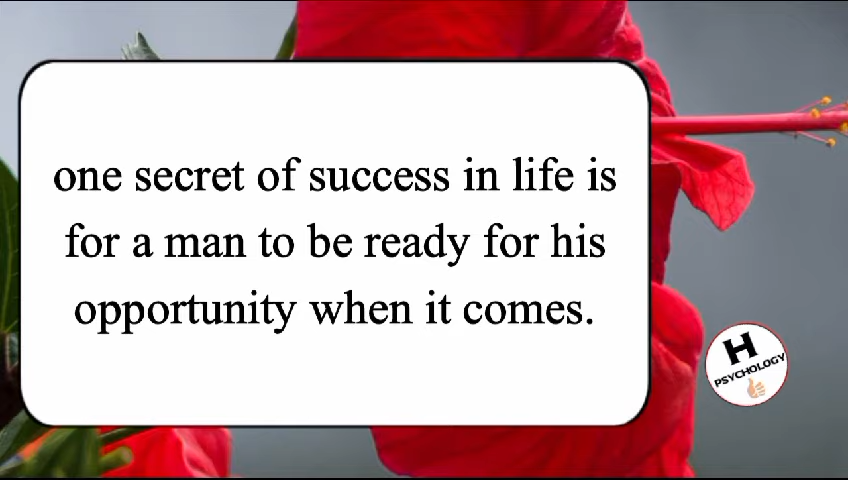 one secret of success in life is
for a man to be ready for his
opportunity when it comes.
H
PSYCHOLOGY